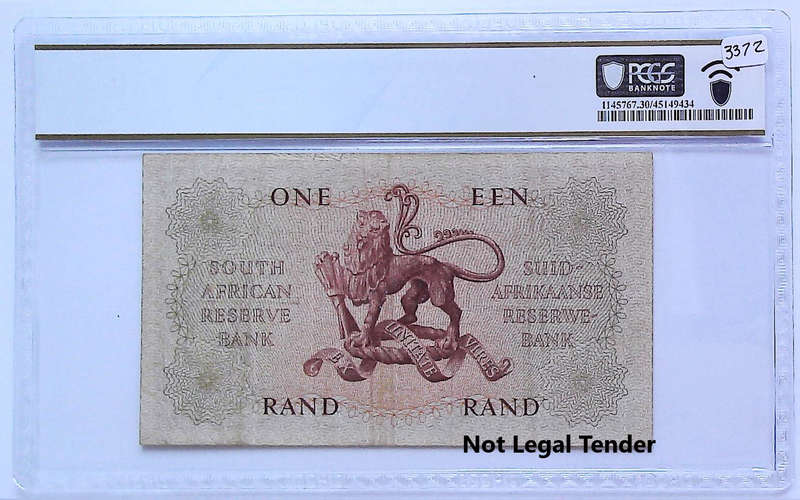 3372
PCGS
BANKNOTE
1145767.30/45149434
ONE EEN
SOUTH AFRICAN RESERVE BANK
SUID-AFRIKAANSE RESERWE-BANK
EX UNITATE VIRES
RAND RAND
Not Legal Tender